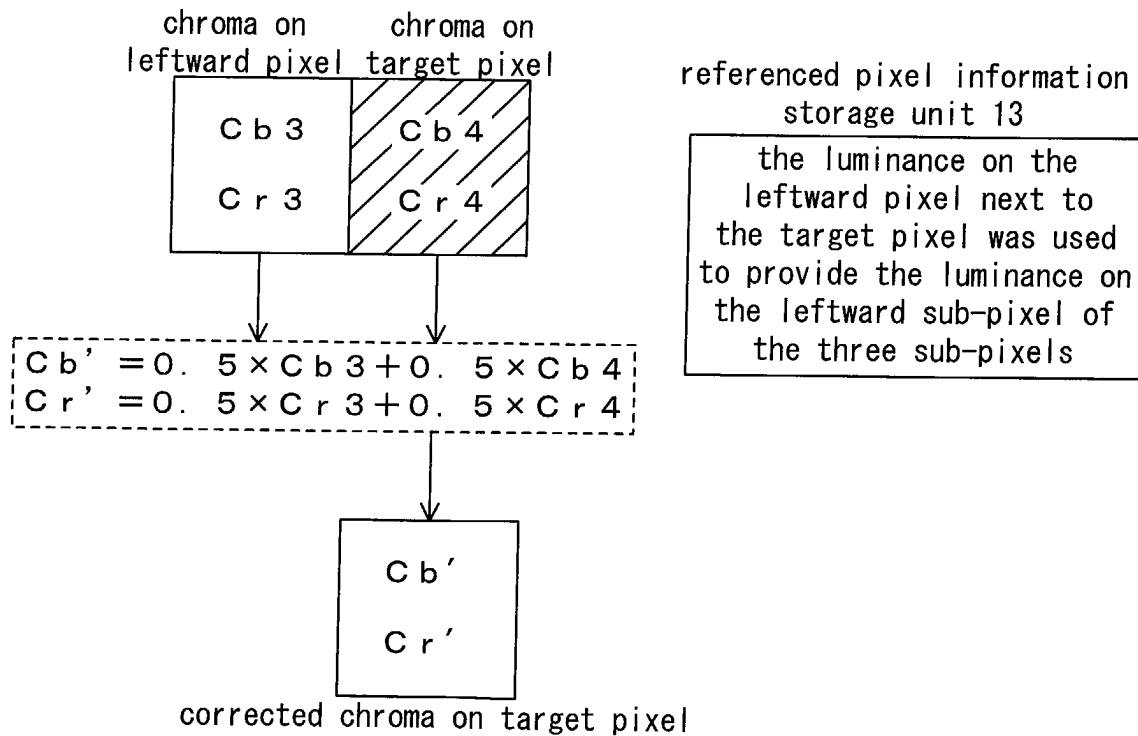 chroma on
leftward pixel
chroma on
target pixel
Cb3
Cr3
Cb4
Cr4
referenced pixel information
storage unit 13
the luminance on the
leftward pixel next to
the target pixel was used
to provide the luminance on
the leftward sub-pixel of
the three sub-pixels
Cb' =0. 5×Cb3+0. 5×Cb4
Cr' =0. 5×Cr3+0. 5×Cr4
Cb'
Cr'
corrected chroma on target pixel